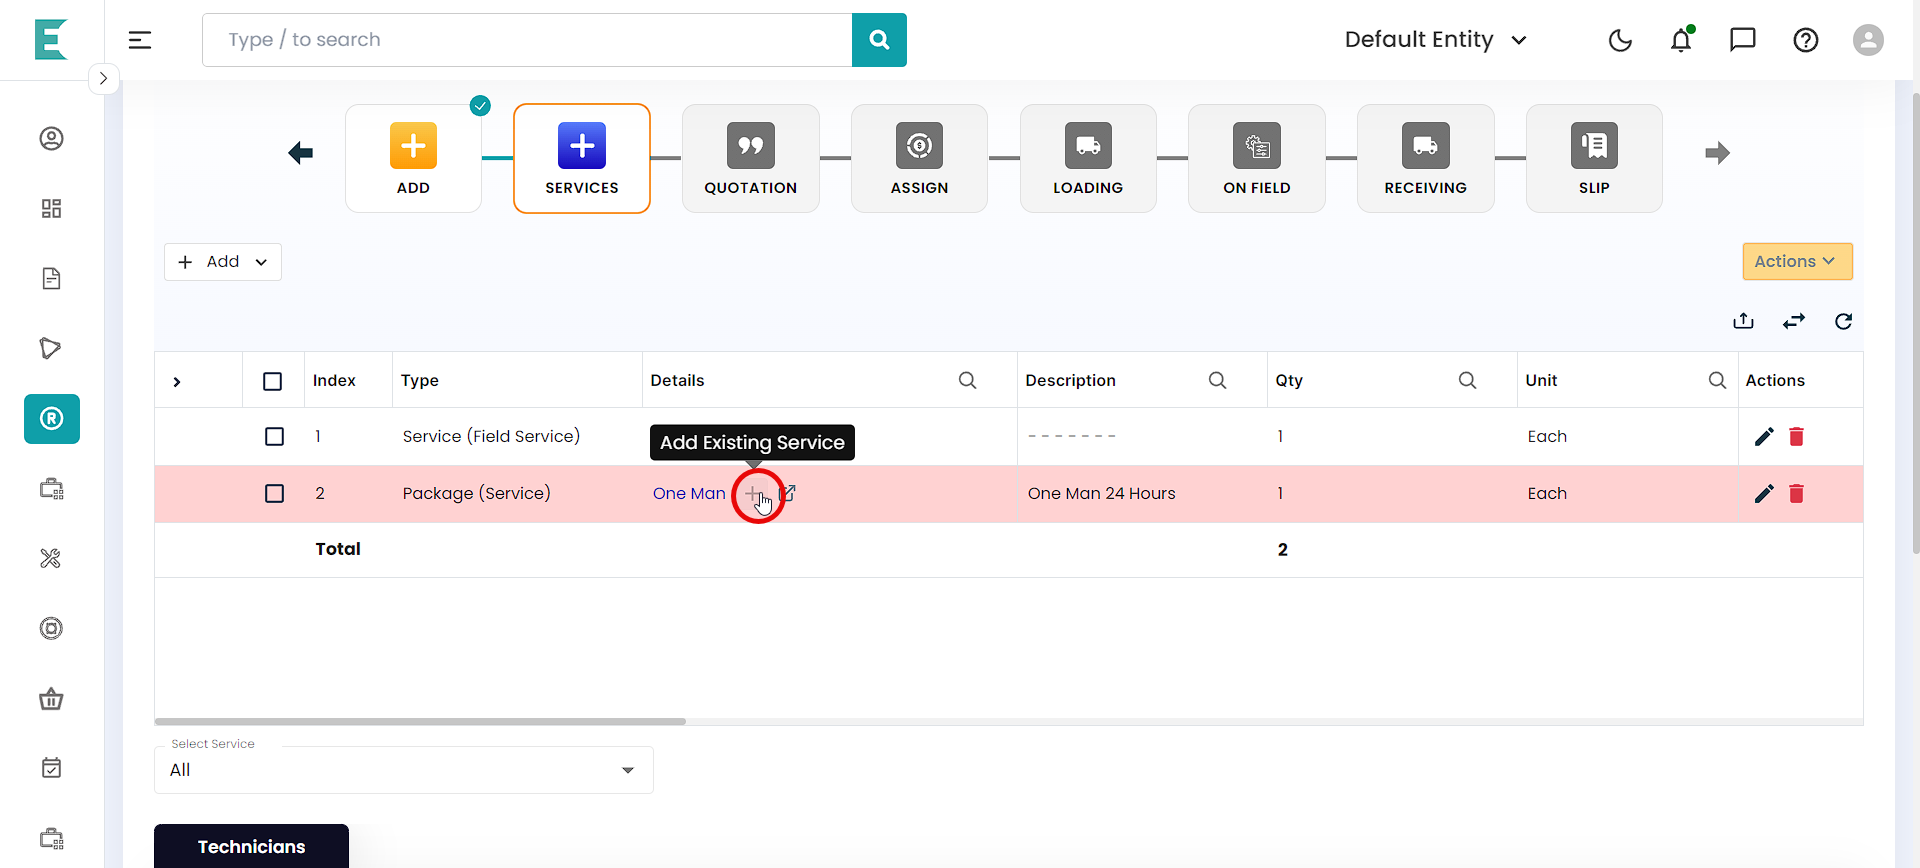 E
Type / to search
Default Entity
ADD
SERVICES
QUOTATION
ASSIGN
LOADING
ON FIELD
RECEIVING
SLIP
+ Add
Actions
Index Type Details Description Qty Unit Actions
1 Service (Field Service) - - - - - - - 1 Each
Add Existing Service
2 Package (Service) One Man One Man 24 Hours 1 Each
Total 2
Select Service
All
Technicians